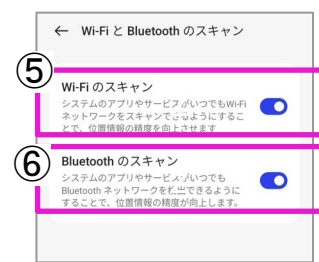 ← Wi-Fi と Bluetooth のスキャン
⑤
Wi-Fi のスキャン
システムのアプリやサービスがいつでもWi-Fi
ネットワークをスキャンできるようにするこ
とで、位置情報の精度を向上させます
⑥
Bluetooth のスキャン
システムのアプリやサービスがいつでも
Bluetooth ネットワークを検出できるように
することで、位置情報の精度が向上します。